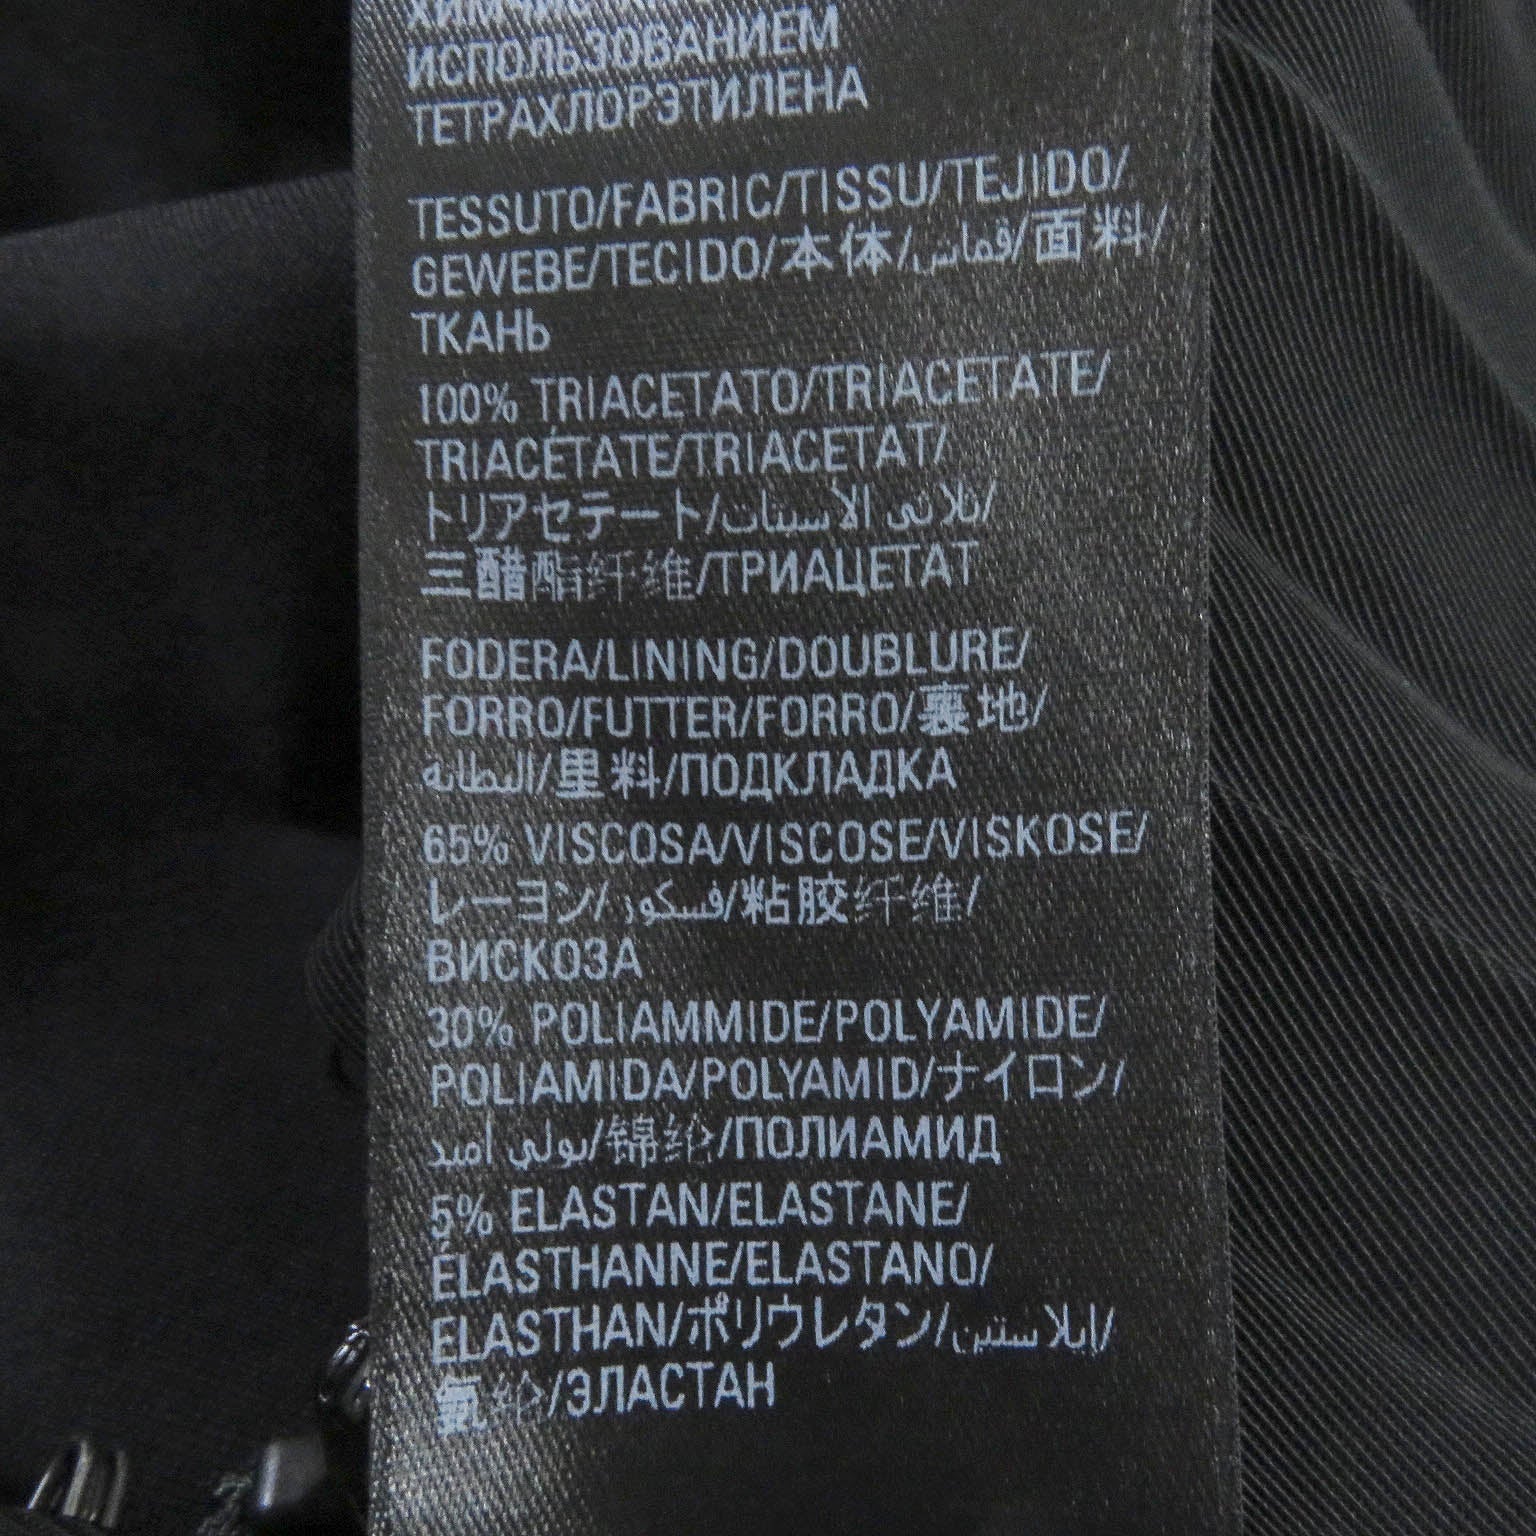 ИСПОЛЬЗОВАНИЕМ
ТЕТРАХЛОРЭТИЛЕНА
TESSUTO/FABRIC/TISSU/TEJIDO/
GEWEBE/TECIDO/本体/قماش/面料/
ТКАНЬ
100% TRIACETATO/TRIACETATE/
TRIACÉTATE/TRIACETAT/
トリアセテート/ثلاثي الأسيتات/
三醋酯纤维/ТРИАЦЕТАТ
FODERA/LINING/DOUBLURE/
FORRO/FUTTER/FORRO/裏地/
البطانة/里料/ПОДКЛАДКА
65% VISCOSA/VISCOSE/VISKOSE/
レーヨン/فسكوز/粘胶纤维/
ВИСКОЗА
30% POLIAMMIDE/POLYAMIDE/
POLIAMIDA/POLYAMID/ナイロン/
بولي أميد/锦纶/ПОЛИАМИД
5% ELASTAN/ELASTANE/
ÉLASTHANNE/ELASTANO/
ELASTHAN/ポリウレタン/إيلاستين/
氨纶/ЭЛАСТАН